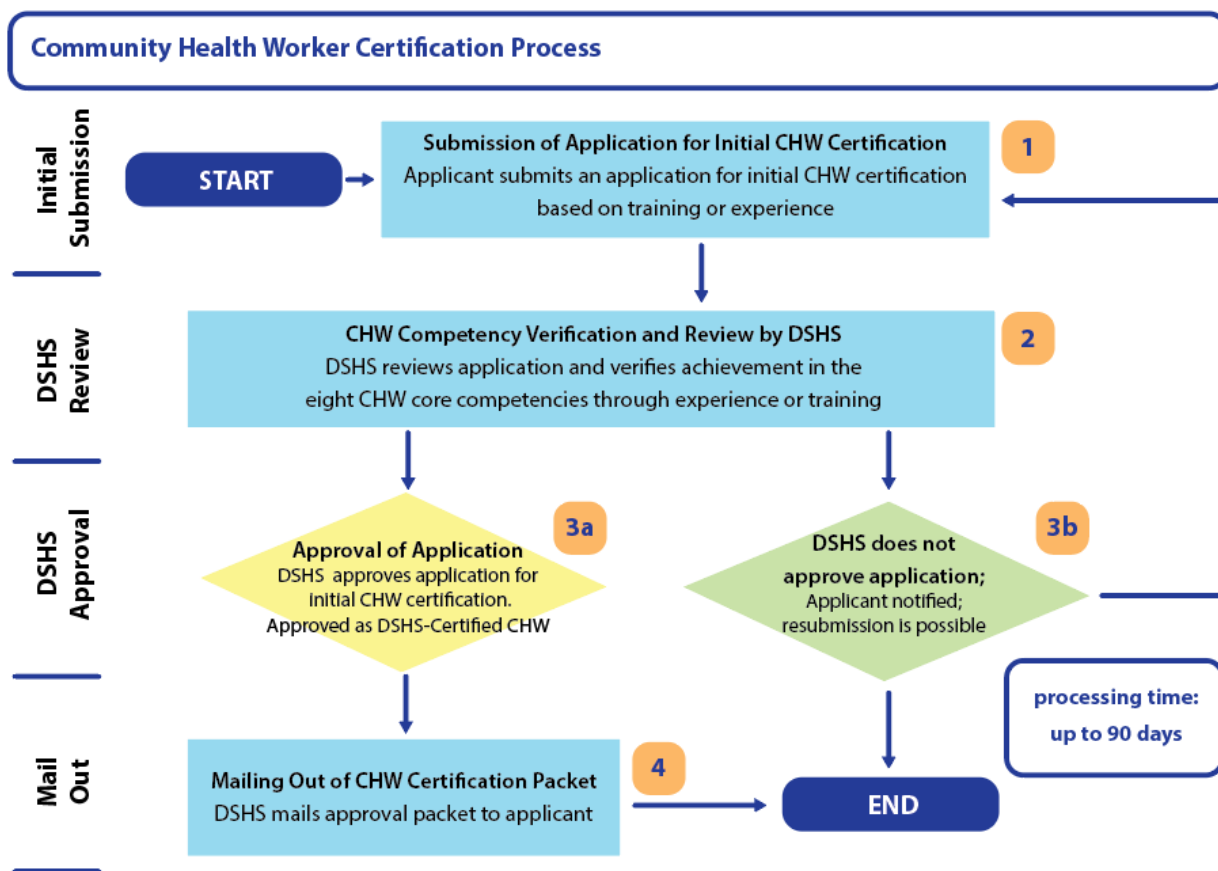 Community Health Worker Certification Process
Initial
Submission
START
Submission of Application for Initial CHW Certification
Applicant submits an application for initial CHW certification
based on training or experience
1
DSHS
Review
CHW Competency Verification and Review by DSHS
DSHS reviews application and verifies achievement in the
eight CHW core competencies through experience or training
2
DSHS
Approval
Approval of Application
DSHS approves application for
initial CHW certification.
Approved as DSHS-Certified CHW
3a
DSHS does not
approve application;
Applicant notified;
resubmission is possible
3b
processing time:
up to 90 days
Mail
Out
Mailing Out of CHW Certification Packet
DSHS mails approval packet to applicant
4
END